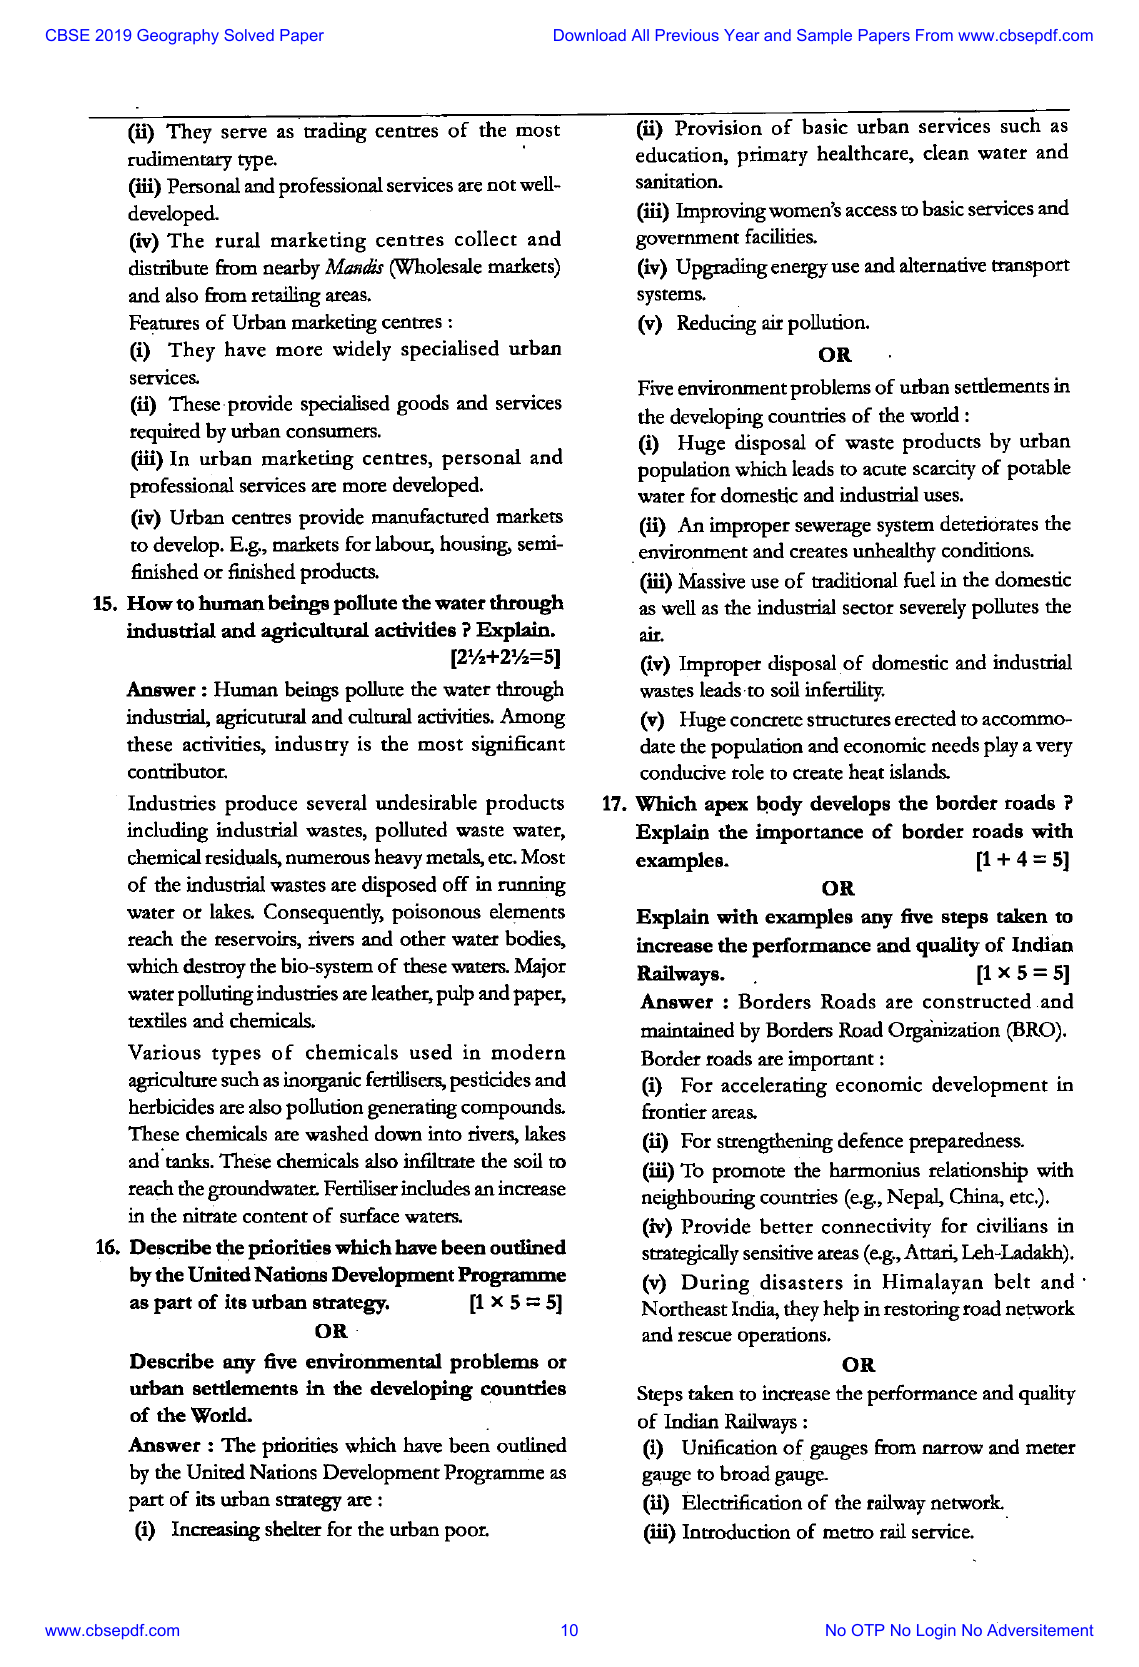 CBSE 2019 Geography Solved Paper
Download All Previous Year and Sample Papers From www.cbsepdf.com
(ii) They serve as trading centres of the most
rudimentary type.
(iii) Personal and professional services are not well-
developed.
(iv) The rural marketing centres collect and
distribute from nearby Mandis (Wholesale markets)
and also from retailing areas.
Features of Urban marketing centres :
(i) They have more widely specialised urban
services.
(ii) These provide specialised goods and services
required by urban consumers.
(iii) In urban marketing centres, personal and
professional services are more developed.
(iv) Urban centres provide manufactured markets
to develop. E.g., markets for labour, housing, semi-
finished or finished products.
15. How to human beings pollute the water through
industrial and agricultural activities ? Explain.
[2½+2½=5]
Answer : Human beings pollute the water through
industrial, agricutural and cultural activities. Among
these activities, industry is the most significant
contributor.
Industries produce several undesirable products
including industrial wastes, polluted waste water,
chemical residuals, numerous heavy metals, etc. Most
of the industrial wastes are disposed off in running
water or lakes. Consequently, poisonous elements
reach the reservoirs, rivers and other water bodies,
which destroy the bio-system of these waters. Major
water polluting industries are leather, pulp and paper,
textiles and chemicals.
Various types of chemicals used in modern
agriculture such as inorganic fertilisers, pesticides and
herbicides are also pollution generating compounds.
These chemicals are washed down into rivers, lakes
and tanks. These chemicals also infiltrate the soil to
reach the groundwater. Fertiliser includes an increase
in the nitrate content of surface waters.
16. Describe the priorities which have been outlined
by the United Nations Development Programme
as part of its urban strategy. [1 × 5 = 5]
OR
Describe any five environmental problems or
urban settlements in the developing countries
of the World.
Answer : The priorities which have been outlined
by the United Nations Development Programme as
part of its urban strategy are :
(i) Increasing shelter for the urban poor.
(ii) Provision of basic urban services such as
education, primary healthcare, clean water and
sanitation.
(iii) Improving women's access to basic services and
government facilities.
(iv) Upgrading energy use and alternative transport
systems.
(v) Reducing air pollution.
OR
Five environment problems of urban settlements in
the developing countries of the world :
(i) Huge disposal of waste products by urban
population which leads to acute scarcity of potable
water for domestic and industrial uses.
(ii) An improper sewerage system deteriorates the
environment and creates unhealthy conditions.
(iii) Massive use of traditional fuel in the domestic
as well as the industrial sector severely pollutes the
air.
(iv) Improper disposal of domestic and industrial
wastes leads to soil infertility.
(v) Huge concrete structures erected to accommo-
date the population and economic needs play a very
conducive role to create heat islands.
17. Which apex body develops the border roads ?
Explain the importance of border roads with
examples. [1 + 4 = 5]
OR
Explain with examples any five steps taken to
increase the performance and quality of Indian
Railways. [1 × 5 = 5]
Answer : Borders Roads are constructed and
maintained by Borders Road Organization (BRO).
Border roads are important :
(i) For accelerating economic development in
frontier areas.
(ii) For strengthening defence preparedness.
(iii) To promote the harmonius relationship with
neighbouring countries (e.g., Nepal, China, etc.).
(iv) Provide better connectivity for civilians in
strategically sensitive areas (e.g., Attari, Leh-Ladakh).
(v) During disasters in Himalayan belt and
Northeast India, they help in restoring road network
and rescue operations.
OR
Steps taken to increase the performance and quality
of Indian Railways :
(i) Unification of gauges from narrow and meter
gauge to broad gauge.
(ii) Electrification of the railway network.
(iii) Introduction of metro rail service.
www.cbsepdf.com
10
No OTP No Login No Adversitement